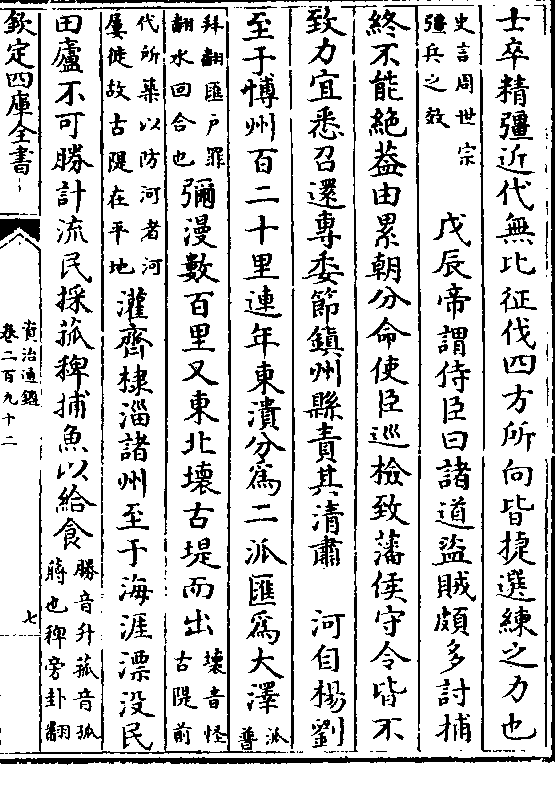 士卒精彊近代無比征伐四方所向皆捷選練之力也
史言周世宗
彊兵之效
戊辰帝謂侍臣曰諸道盜賊頗多討捕
終不能絶葢由累朝分命使臣巡檢致藩侯守令皆不
致力宜悉召還專委節鎮州縣責其清肅　河自楊劉
至于博州百二十里連年東潰分爲二派匯爲大澤
派普
拜翻匯户罪
翻水回合也
彌漫數百里又東北壞古堤而出
壞音怪
古隄前
代所築以防河者河
屢徙故古隄在平地
灌齊棣淄諸州至于海涯漂没民
田廬不可勝計流民採菰稗捕魚以給食
勝音升菰音孤
蔣也稗旁卦翻
欽定四庫全書
資治通鑑
卷二百九十二
七